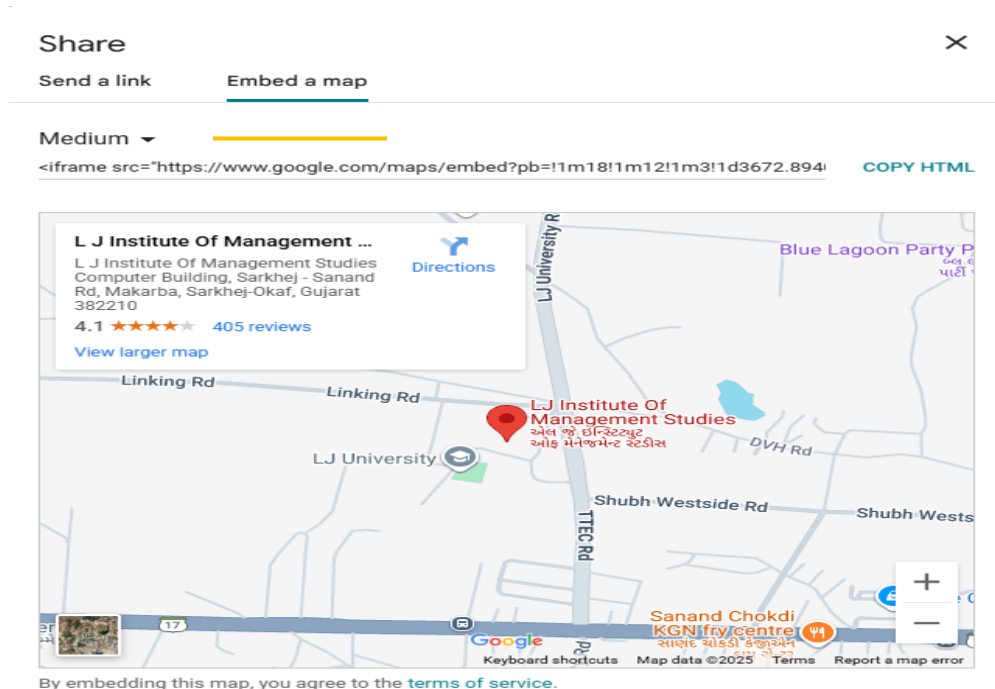 Share
Send a link
Embed a map
Medium
<iframe src="https://www.google.com/maps/embed?pb=!1m18!1m12!1m3!1d3672.894
COPY HTML
L J Institute Of Management ...
L J Institute Of Management Studies
Computer Building, Sarkhej - Sanand
Rd, Makarba, Sarkhej-Okaf, Gujarat
382210
4.1
405 reviews
View larger map
Directions
LJ University R
Blue Lagoon Party P
પાર્ટી
Linking Rd
Linking Rd
LJ Institute Of
Management Studies
એલ જે ઇન્સ્ટિટ્યુટ
ઓફ મેનેજમેન્ટ સ્ટડીસ
DVH Rd
LJ University
Shubh Westside Rd
Shubh Wests
TTEC Rd
17
Sanand Chokdi
KGN fry centre
સાણંદ ચોકડી કેજીએન
Google
Keyboard shortcuts
Map data ©2025
Terms
Report a map error
By embedding this map, you agree to the terms of service.